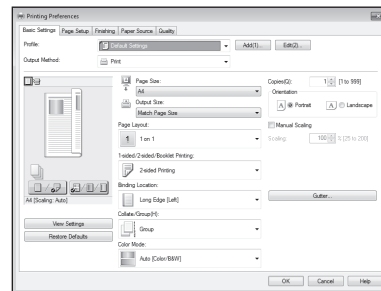 Printing Preferences
Basic Settings Page Setup Finishing Paper Source Quality
Profile: Default Settings Add(1)... Edit(2)...
Output Method: Print
Page Size:
A4
Output Size:
Match Page Size
Copies(Q): 1 [1 to 999]
Orientation
A Portrait A Landscape
Page Layout:
1 1 on 1
Manual Scaling
Scaling: 100 % [25 to 200]
1-sided/2-sided/Booklet Printing:
2-sided Printing
Binding Location:
Long Edge [Left]
Gutter...
A4 [Scaling: Auto]
View Settings
Restore Defaults
Collate/Group[H]:
Group
Color Mode:
Auto [Color/B&W]
OK Cancel Help